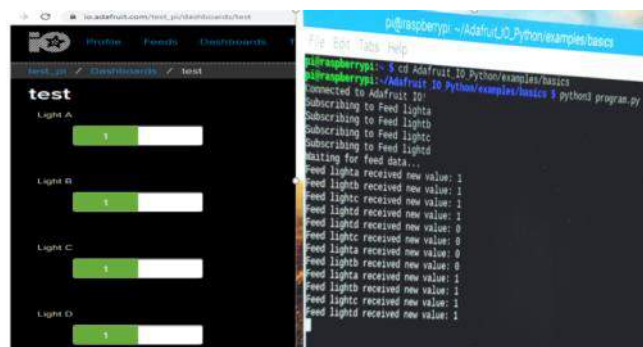 io.adafruit.com/test_pi/dashboards/test
Profile Feeds Dashboards
test_pi / Dashboards / test
test
Light A
1
Light B
1
Light C
1
Light D
1
pi@raspberrypi: ~/Adafruit_IO_Python/examples/basics
File Edit Tabs Help
pi@raspberrypi:~ $ cd Adafruit_IO_Python/examples/basics
pi@raspberrypi:~/Adafruit_IO_Python/examples/basics $ python3 program.py
Connected to Adafruit IO!
Subscribing to Feed lighta
Subscribing to Feed lightb
Subscribing to Feed lightc
Subscribing to Feed lightd
Waiting for feed data...
Feed lighta received new value: 1
Feed lightb received new value: 1
Feed lightc received new value: 1
Feed lightd received new value: 1
Feed lightd received new value: 0
Feed lightc received new value: 0
Feed lighta received new value: 0
Feed lightb received new value: 0
Feed lighta received new value: 1
Feed lightb received new value: 1
Feed lightc received new value: 1
Feed lightd received new value: 1